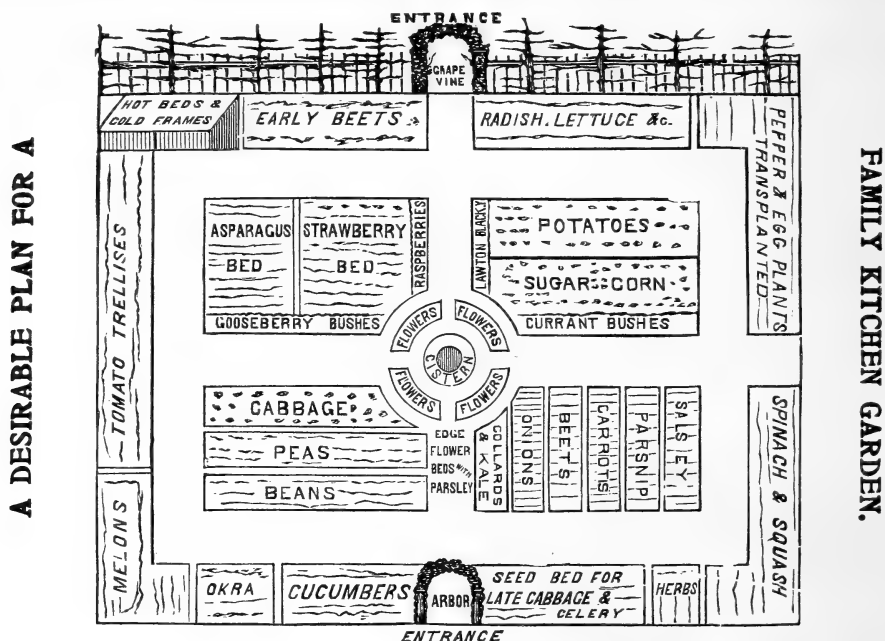 A DESIRABLE PLAN FOR A
FAMILY KITCHEN GARDEN.
ENTRANCE
GRAPE
VINE
HOT BEDS &
COLD FRAMES
EARLY BEETS
RADISH. LETTUCE &c.
PEPPER & EGG PLANTS
TRANSPLANTED
TOMATO TRELLISES
ASPARAGUS
BED
STRAWBERRY
BED
RASPBERRIES
LAWTON BLACKY
POTATOES
SUGAR CORN
GOOSEBERRY BUSHES
CURRANT BUSHES
FLOWERS
FLOWERS
CISTERN
FLOWERS
FLOWERS
CABBAGE
PEAS
BEANS
EDGE
FLOWER
BEDS WITH
PARSLEY
COLLARDS
& KALE
ONIONS
BEETS
CARROTS
PARSNIP
SALSEY
SPINACH & SQUASH
MELONS
OKRA
CUCUMBERS
ARBOR
SEED BED FOR
LATE CABBAGE &
CELERY
HERBS
ENTRANCE